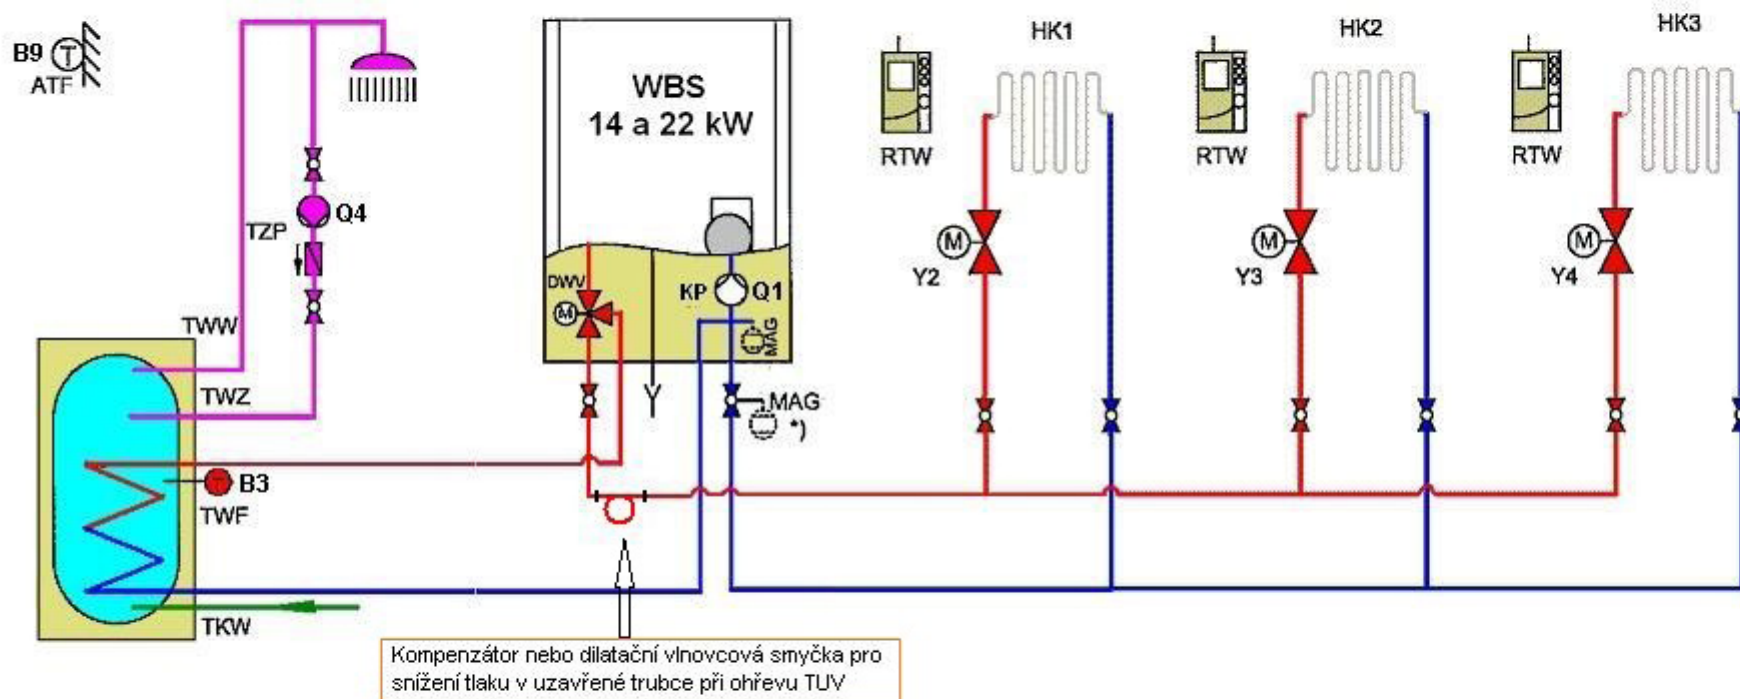 B9 T
ATF
WBS
14 a 22 kW
HK1
HK2
HK3
RTW
RTW
RTW
TZP
Q4
M
Y2
M
Y3
M
Y4
DWV
M
KP
Q1
MAG
MAG
*)
TWW
TWZ
T B3
TWF
TKW
Kompenzátor nebo dilatační vlnovcová smyčka pro
snížení tlaku v uzavřené trubce při ohřevu TUV